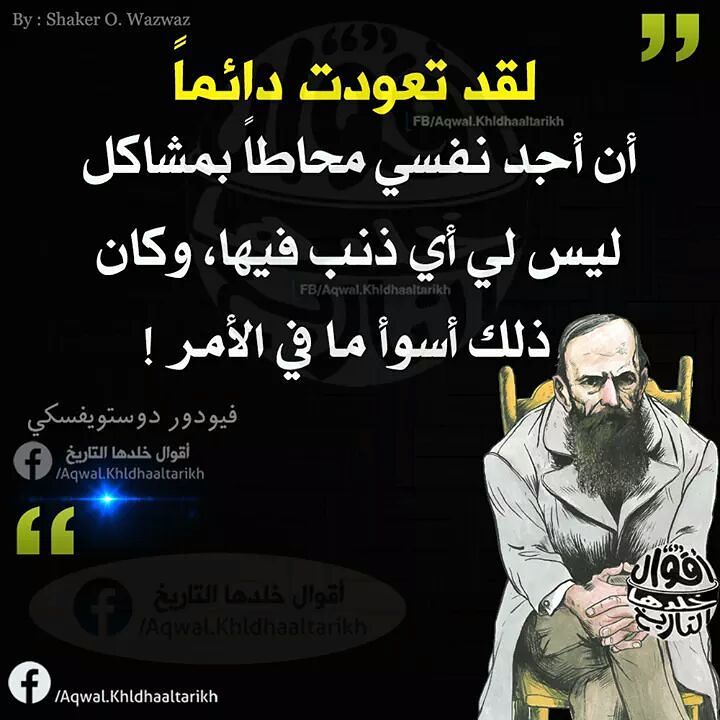 By : Shaker O. Wazwaz
لقد تعودت دائماً
FB/Aqwal.Khldhaaltarikh
أن أجد نفسي محاطاً بمشاكل
ليس لي أي ذنب فيها، وكان
FB/Aqwal.Khldhaaltarikh
ذلك أسوأ ما في الأمر !
فيودور دوستويفسكي
أقوال خلدها التاريخ
/Aqwal.Khldhaaltarikh
أقوال خلدها التاريخ
أقوال خلدها التاريخ
/Aqwal.Khldhaaltarikh
/Aqwal.Khldhaaltarikh